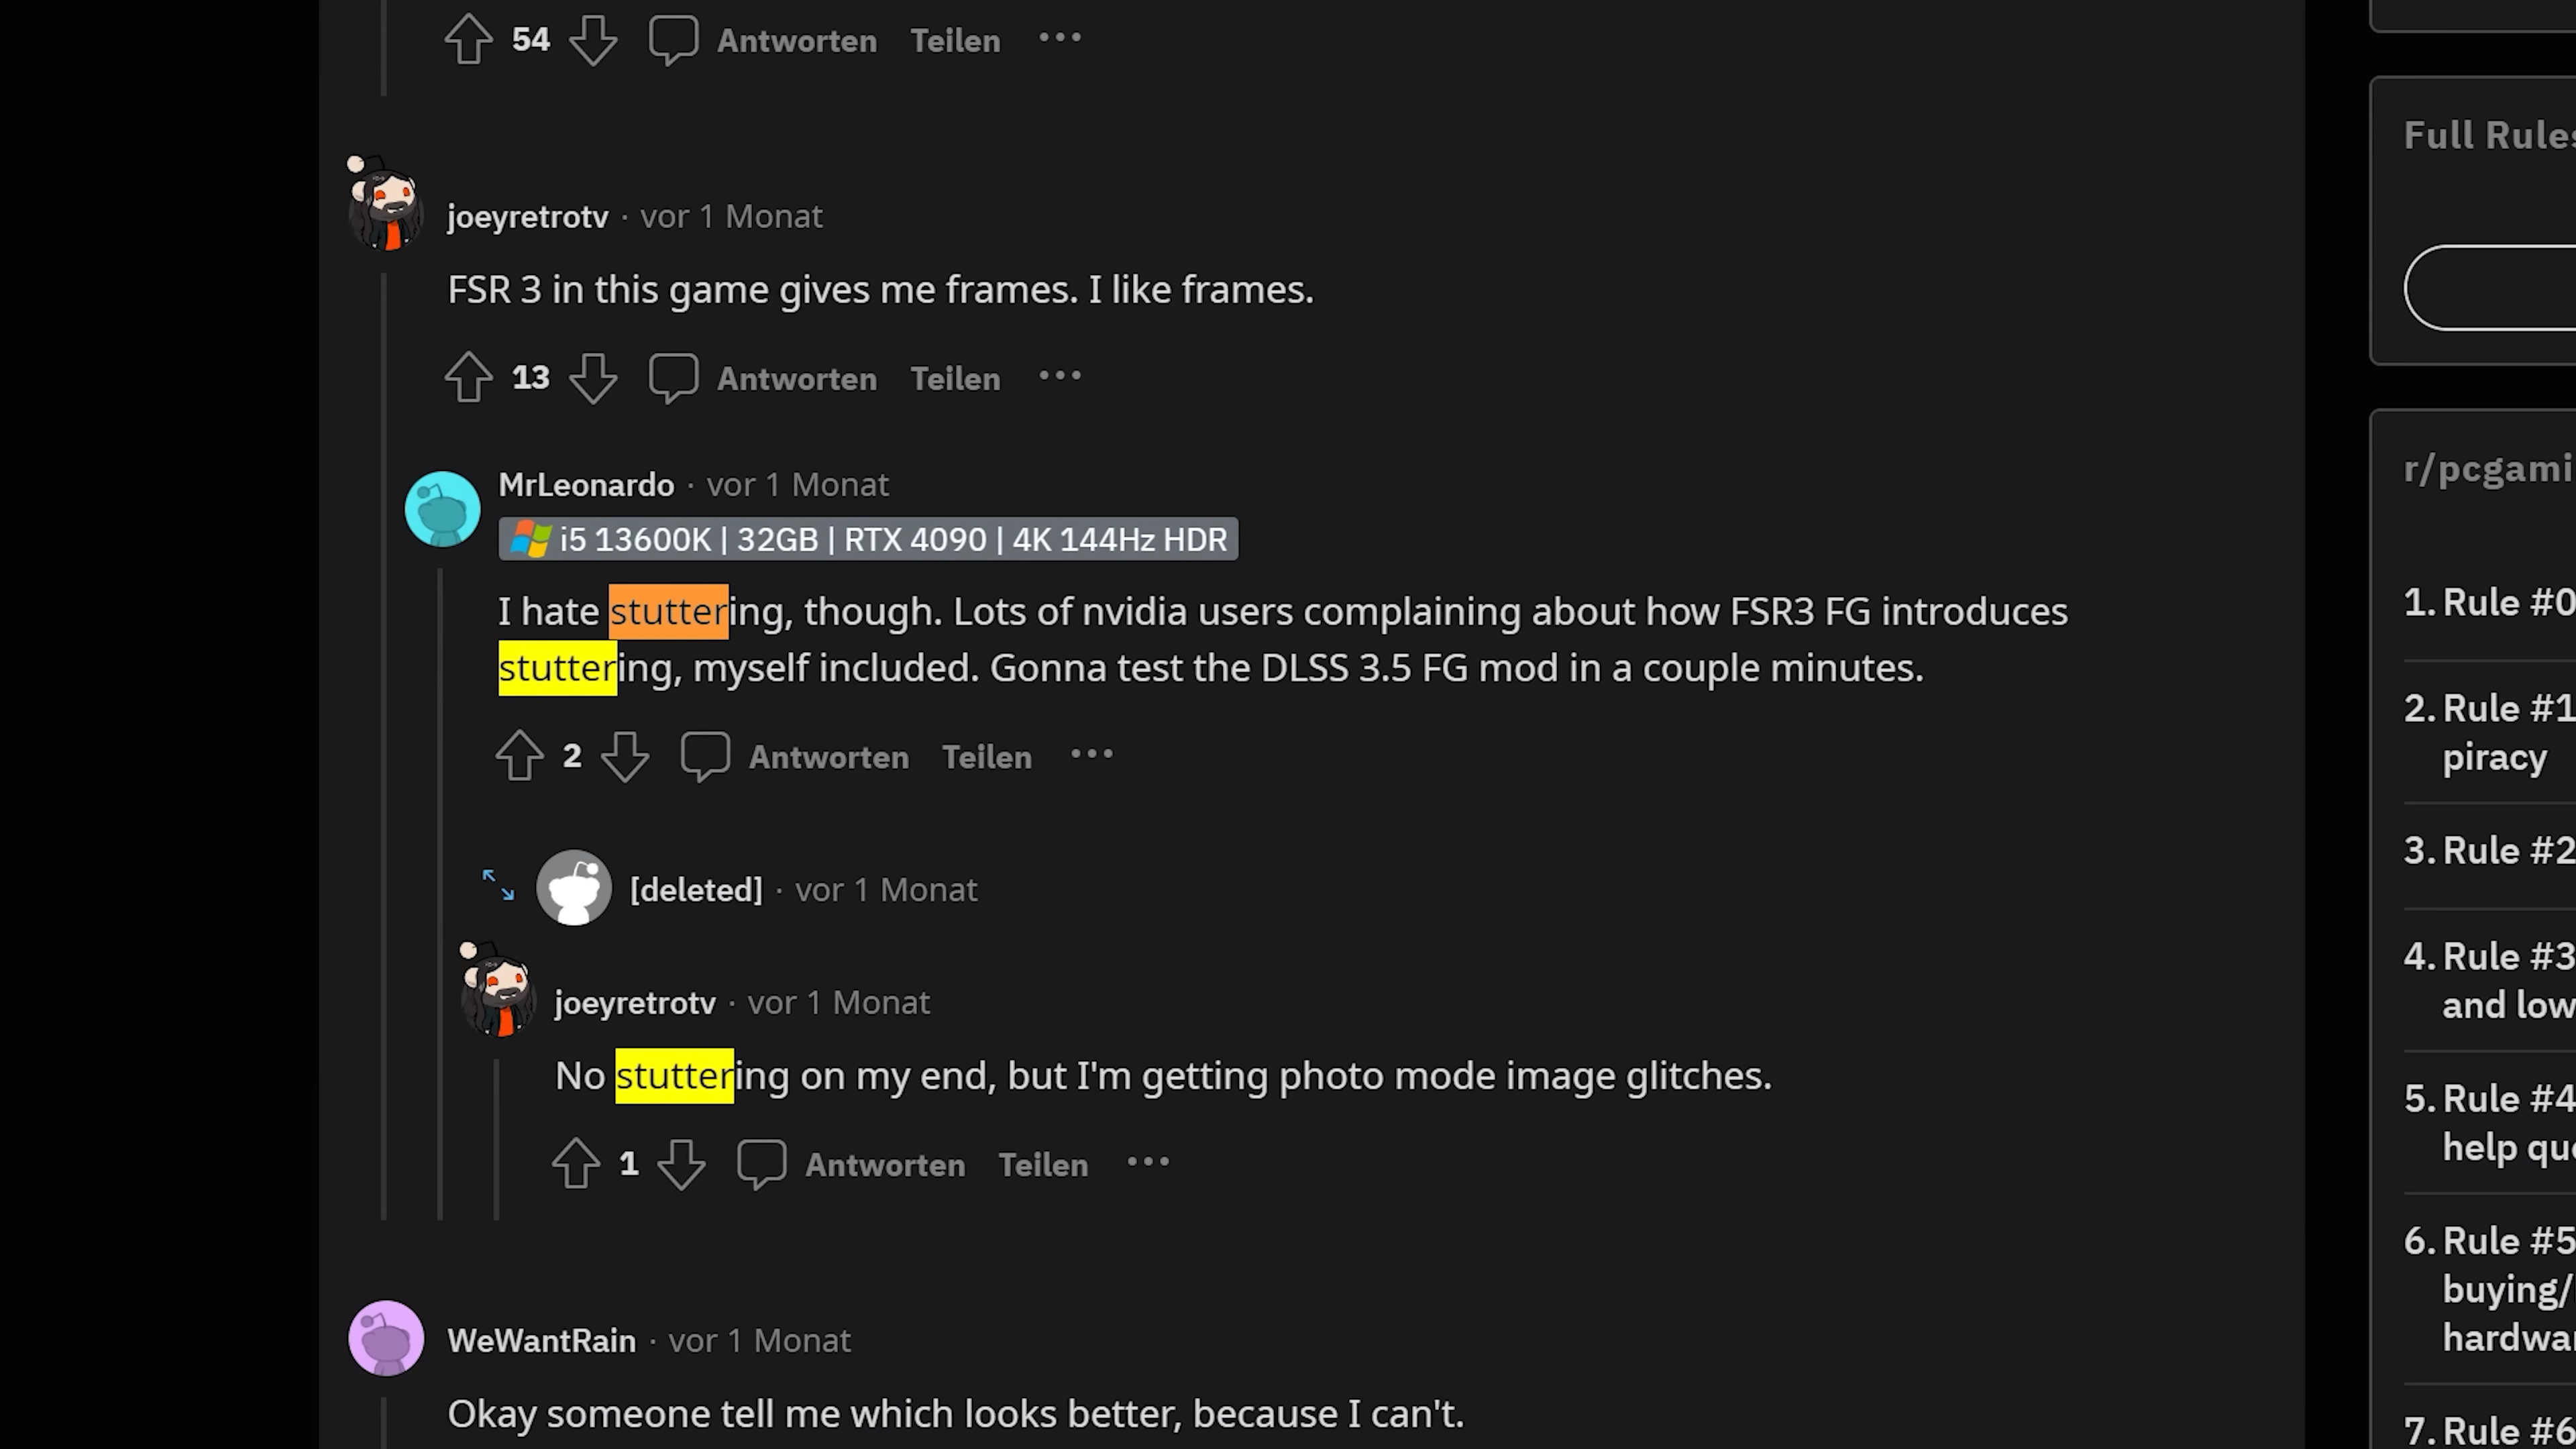 54 Antworten Teilen
joeyretrotv · vor 1 Monat
FSR 3 in this game gives me frames. I like frames.
13 Antworten Teilen
MrLeonardo · vor 1 Monat
i5 13600K | 32GB | RTX 4090 | 4K 144Hz HDR
I hate stuttering, though. Lots of nvidia users complaining about how FSR3 FG introduces
stuttering, myself included. Gonna test the DLSS 3.5 FG mod in a couple minutes.
2 Antworten Teilen
[deleted] · vor 1 Monat
joeyretrotv · vor 1 Monat
No stuttering on my end, but I'm getting photo mode image glitches.
1 Antworten Teilen
WeWantRain · vor 1 Monat
Okay someone tell me which looks better, because I can't.
Full Rules
r/pcgami
1. Rule #0
2. Rule #1
piracy
3. Rule #2
4. Rule #3
and low
5. Rule #4
help que
6. Rule #5
buying/
hardwar
7. Rule #6